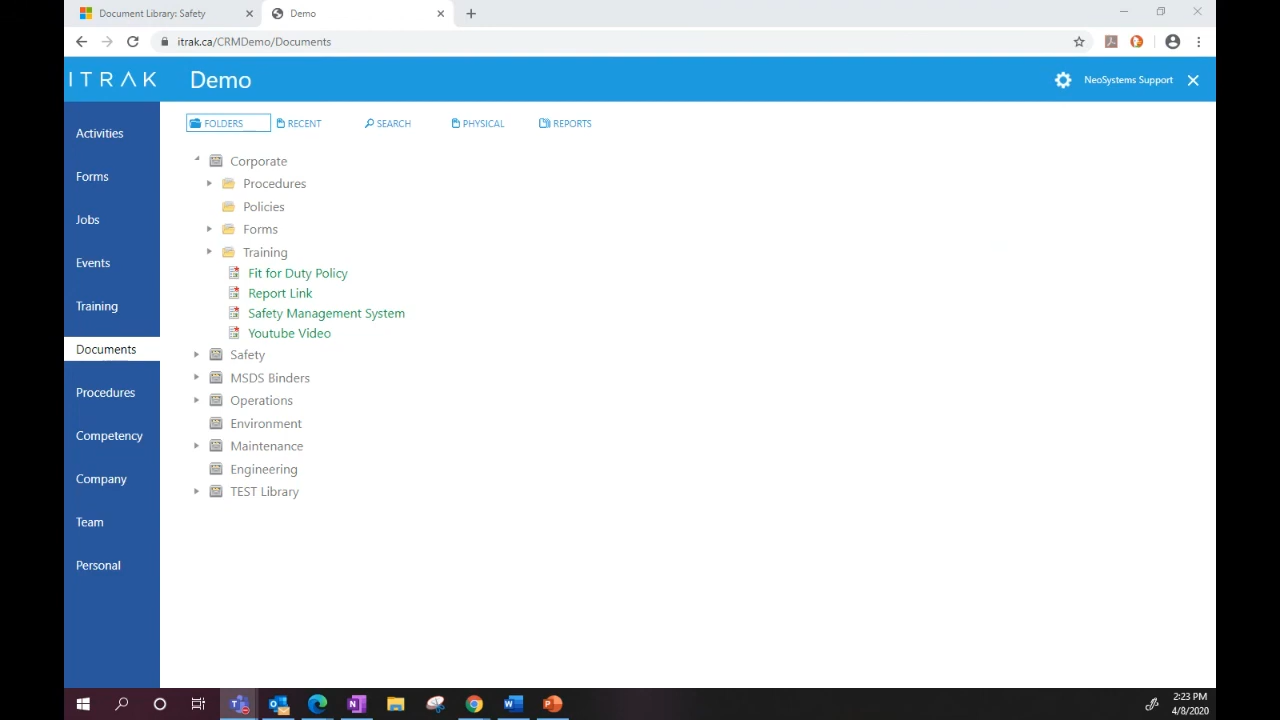 Document Library: Safety
Demo
itrak.ca/CRMDemo/Documents
ITRAK
Demo
NeoSystems Support
Activities
Forms
Jobs
Events
Training
Documents
Procedures
Competency
Company
Team
Personal
FOLDERS
RECENT
SEARCH
PHYSICAL
REPORTS
Corporate
Procedures
Policies
Forms
Training
Fit for Duty Policy
Report Link
Safety Management System
Youtube Video
Safety
MSDS Binders
Operations
Environment
Maintenance
Engineering
TEST Library
2:23 PM
4/8/2020